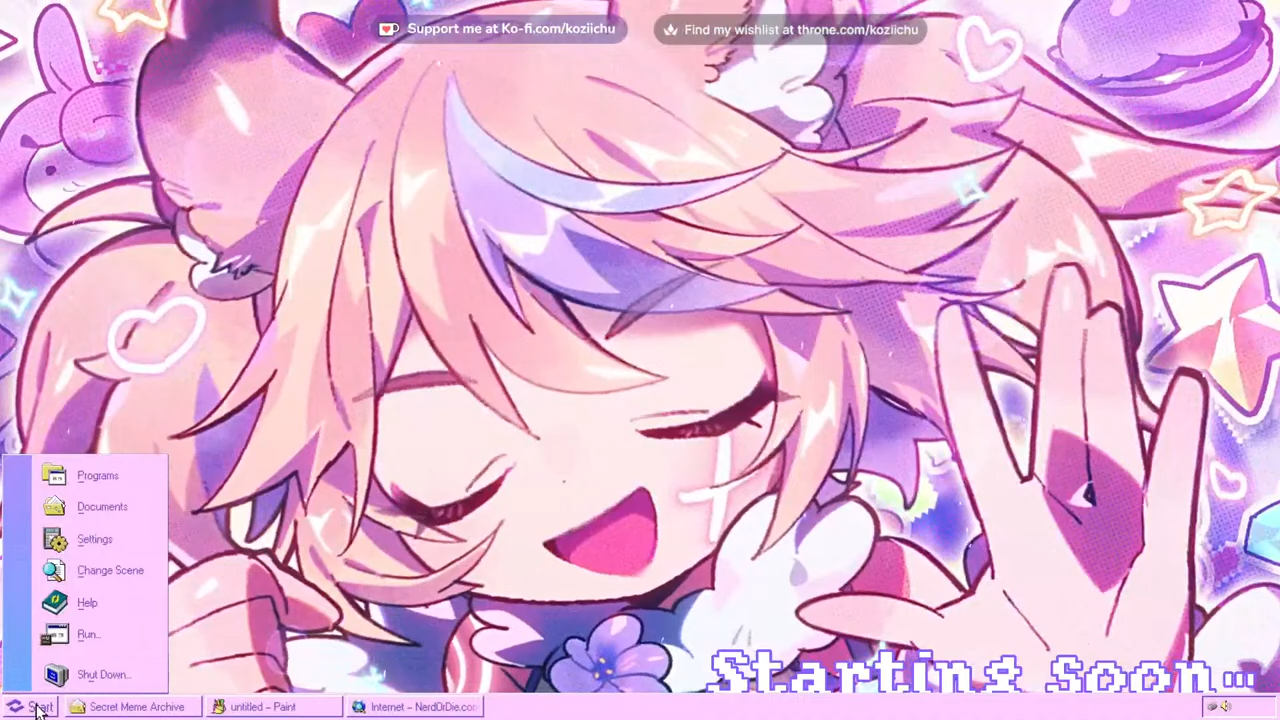 Support me at Ko-fi.com/koziichu
Find my wishlist at throne.com/koziichu
Programs
Documents
Settings
Change Scene
Help
Run...
Shut Down...
Starting soon...
Start
Secret Meme Archive
untitled - Paint
Internet - NerdOrDie.co